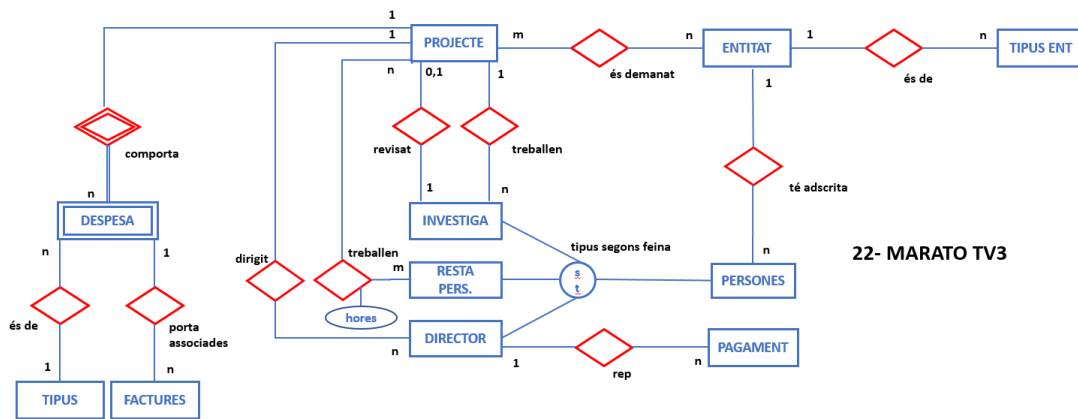 1
1
PROJECTE
m
n
ENTITAT
1
n
TIPUS ENT
és demanat
és de
n
0,1
1
1
revisat
treballen
comporta
té adscrita
n
1
n
DESPESA
INVESTIGA
tipus segons feina
22- MARATO TV3
n
1
dirigit
treballen
m
RESTA
PERS.
s
t
n
PERSONES
hores
és de
porta
associades
n
DIRECTOR
1
rep
n
PAGAMENT
1
n
TIPUS
FACTURES